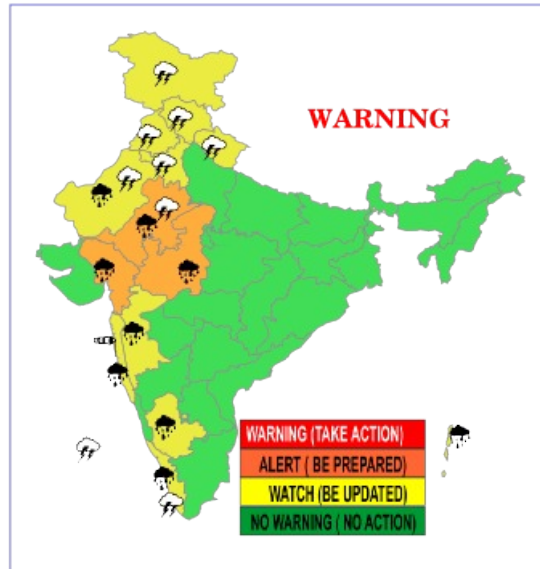 WARNING
WARNING (TAKE ACTION)
ALERT ( BE PREPARED)
WATCH (BE UPDATED)
NO WARNING ( NO ACTION)